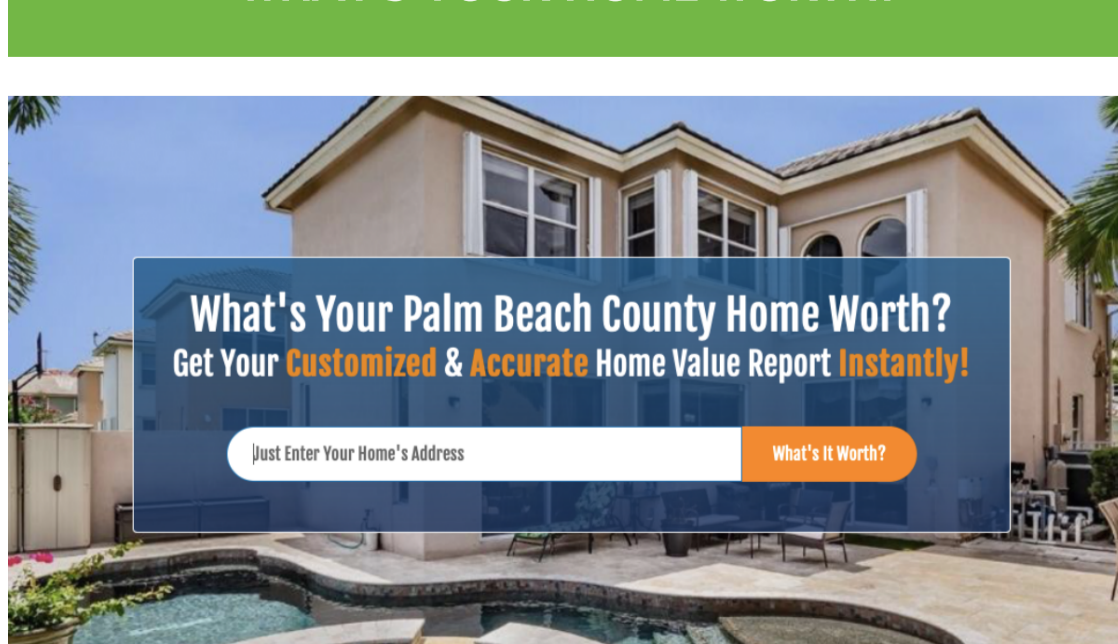 What's Your Palm Beach County Home Worth?
Get Your Customized & Accurate Home Value Report Instantly!
Just Enter Your Home's Address
What's It Worth?